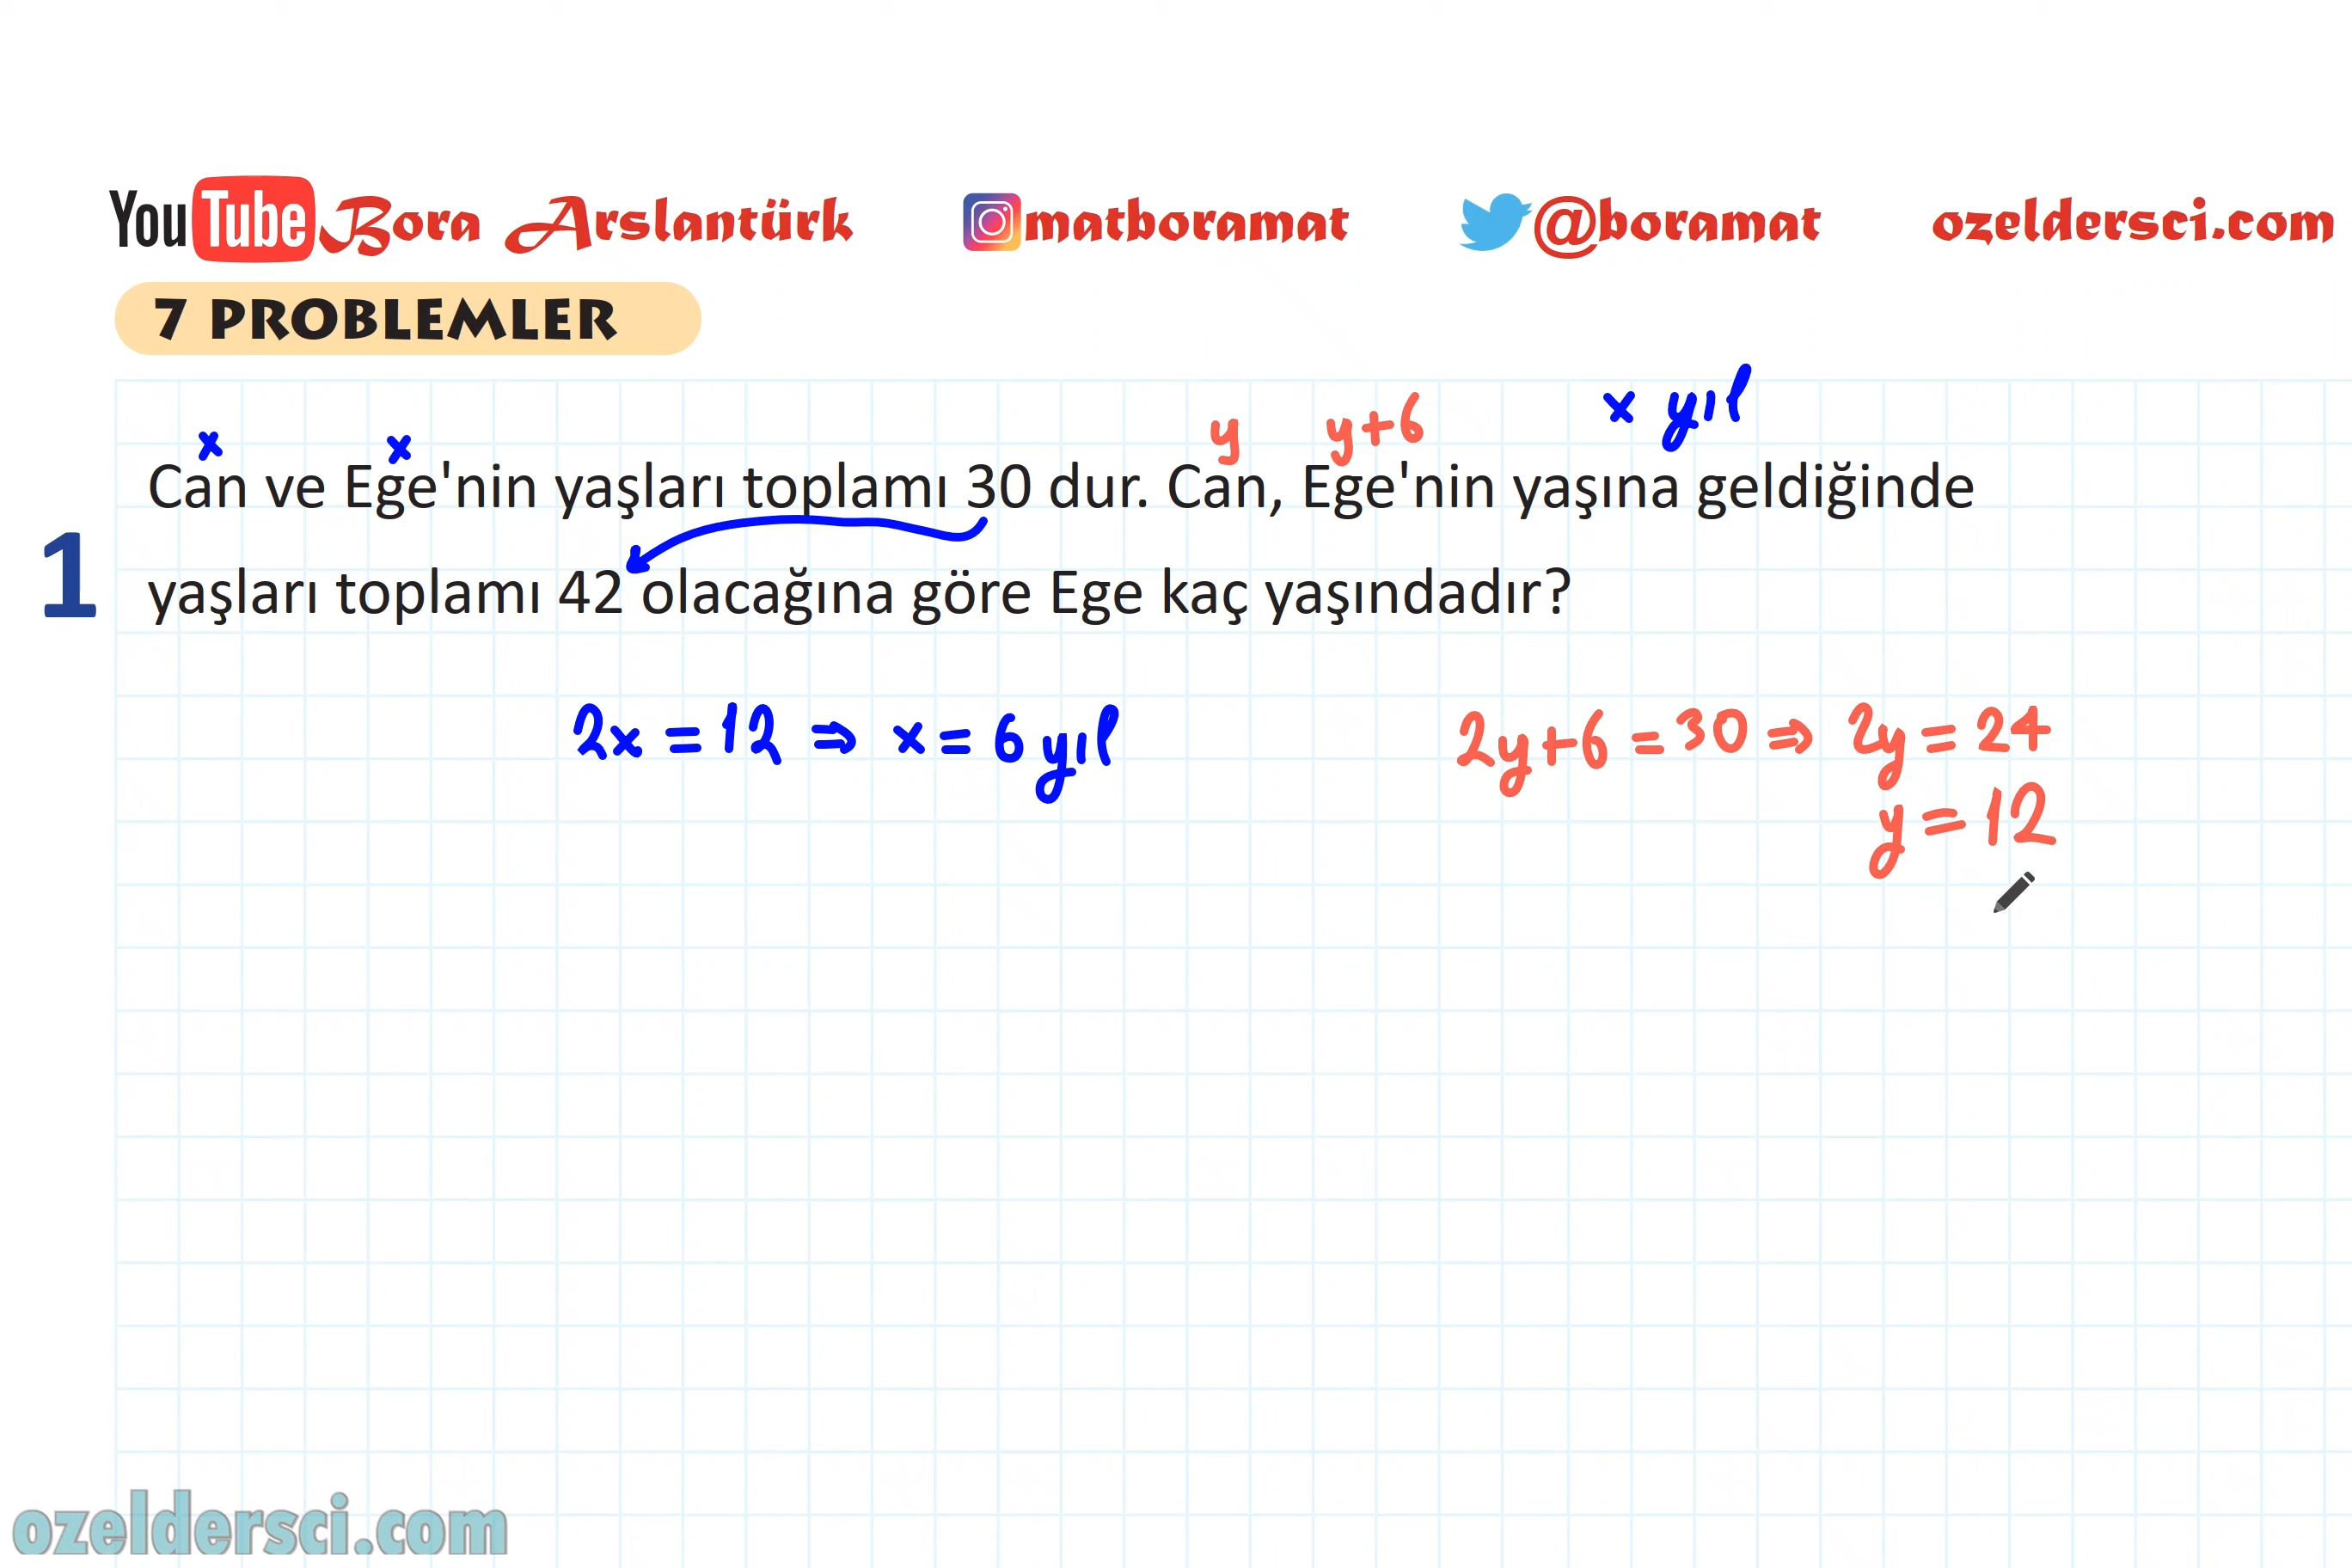 YouTube Bora Arslantürk matboramat @boramat ozeldersci.com
7 PROBLEMLER
x x y y+6 x yıl
Can ve Ege'nin yaşları toplamı 30 dur. Can, Ege'nin yaşına geldiğinde
1 yaşları toplamı 42 olacağına göre Ege kaç yaşındadır?
2x = 12 ⇒ x = 6 yıl 2y+6 = 30 ⇒ 2y = 24
y = 12
ozeldersci.com